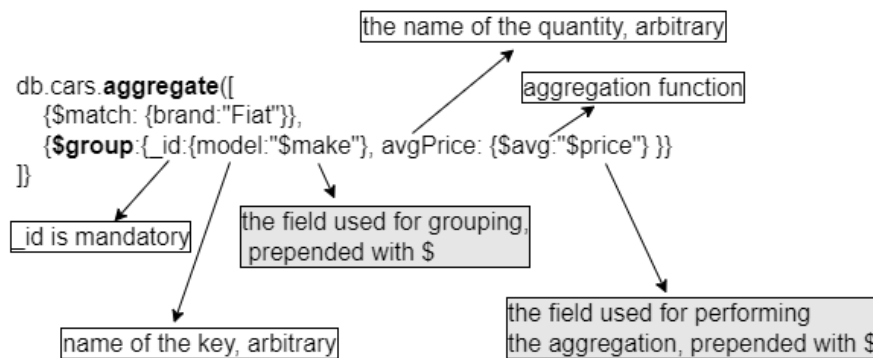 the name of the quantity, arbitrary
aggregation function
db.cars.aggregate([
{$match: {brand:"Fiat"}},
{$group:{_id:{model:"$make"}, avgPrice: {$avg:"$price"} }}
]}
_id is mandatory
the field used for grouping,
prepended with $
the field used for performing
the aggregation, prepended with $
name of the key, arbitrary